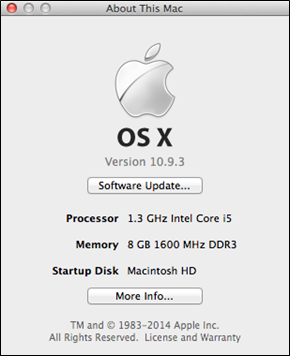 About This Mac
OS X
Version 10.9.3
Software Update...
Processor 1.3 GHz Intel Core i5
Memory 8 GB 1600 MHz DDR3
Startup Disk Macintosh HD
More Info...
TM and © 1983-2014 Apple Inc.
All Rights Reserved. License and Warranty